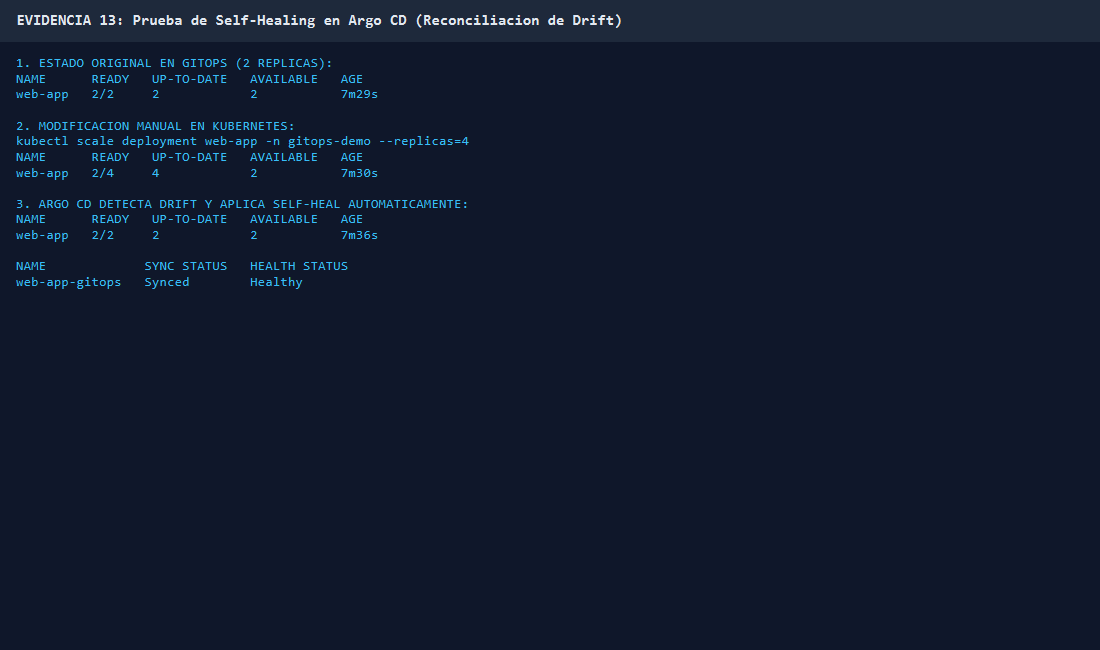 EVIDENCIA 13: Prueba de Self-Healing en Argo CD (Reconciliacion de Drift)
1. ESTADO ORIGINAL EN GITOPS (2 REPLICAS):
NAME      READY   UP-TO-DATE   AVAILABLE   AGE
web-app   2/2     2            2           7m29s
2. MODIFICACION MANUAL EN KUBERNETES:
kubectl scale deployment web-app -n gitops-demo --replicas=4
NAME      READY   UP-TO-DATE   AVAILABLE   AGE
web-app   2/4     4            2           7m30s
3. ARGO CD DETECTA DRIFT Y APLICA SELF-HEAL AUTOMATICAMENTE:
NAME      READY   UP-TO-DATE   AVAILABLE   AGE
web-app   2/2     2            2           7m36s
NAME             SYNC STATUS   HEALTH STATUS
web-app-gitops   Synced        Healthy